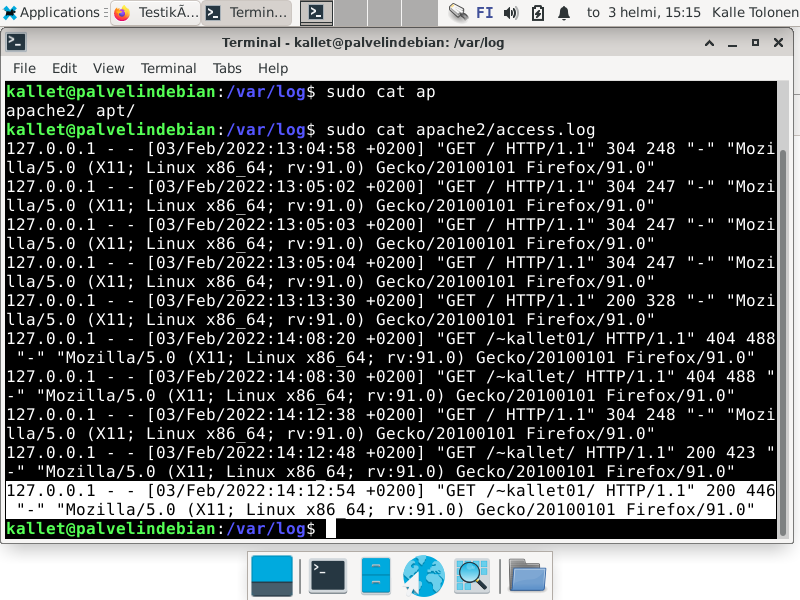 Applications
Testikä... Termin... FI to 3 helmi, 15:15 Kalle Tolonen
Terminal - kallet@palvelindebian: /var/log
File Edit View Terminal Tabs Help
kallet@palvelindebian:/var/log$ sudo cat ap
apache2/ apt/
kallet@palvelindebian:/var/log$ sudo cat apache2/access.log
127.0.0.1 - - [03/Feb/2022:13:04:58 +0200] "GET / HTTP/1.1" 304 248 "-" "Mozi
lla/5.0 (X11; Linux x86_64; rv:91.0) Gecko/20100101 Firefox/91.0"
127.0.0.1 - - [03/Feb/2022:13:05:02 +0200] "GET / HTTP/1.1" 304 247 "-" "Mozi
lla/5.0 (X11; Linux x86_64; rv:91.0) Gecko/20100101 Firefox/91.0"
127.0.0.1 - - [03/Feb/2022:13:05:03 +0200] "GET / HTTP/1.1" 304 247 "-" "Mozi
lla/5.0 (X11; Linux x86_64; rv:91.0) Gecko/20100101 Firefox/91.0"
127.0.0.1 - - [03/Feb/2022:13:05:04 +0200] "GET / HTTP/1.1" 304 247 "-" "Mozi
lla/5.0 (X11; Linux x86_64; rv:91.0) Gecko/20100101 Firefox/91.0"
127.0.0.1 - - [03/Feb/2022:13:13:30 +0200] "GET / HTTP/1.1" 200 328 "-" "Mozi
lla/5.0 (X11; Linux x86_64; rv:91.0) Gecko/20100101 Firefox/91.0"
127.0.0.1 - - [03/Feb/2022:14:08:20 +0200] "GET /~kallet01/ HTTP/1.1" 404 488
 "-" "Mozilla/5.0 (X11; Linux x86_64; rv:91.0) Gecko/20100101 Firefox/91.0"
127.0.0.1 - - [03/Feb/2022:14:08:30 +0200] "GET /~kallet/ HTTP/1.1" 404 488 "
-" "Mozilla/5.0 (X11; Linux x86_64; rv:91.0) Gecko/20100101 Firefox/91.0"
127.0.0.1 - - [03/Feb/2022:14:12:38 +0200] "GET / HTTP/1.1" 304 248 "-" "Mozi
lla/5.0 (X11; Linux x86_64; rv:91.0) Gecko/20100101 Firefox/91.0"
127.0.0.1 - - [03/Feb/2022:14:12:48 +0200] "GET /~kallet/ HTTP/1.1" 200 423 "
-" "Mozilla/5.0 (X11; Linux x86_64; rv:91.0) Gecko/20100101 Firefox/91.0"
127.0.0.1 - - [03/Feb/2022:14:12:54 +0200] "GET /~kallet01/ HTTP/1.1" 200 446
 "-" "Mozilla/5.0 (X11; Linux x86_64; rv:91.0) Gecko/20100101 Firefox/91.0"
kallet@palvelindebian:/var/log$